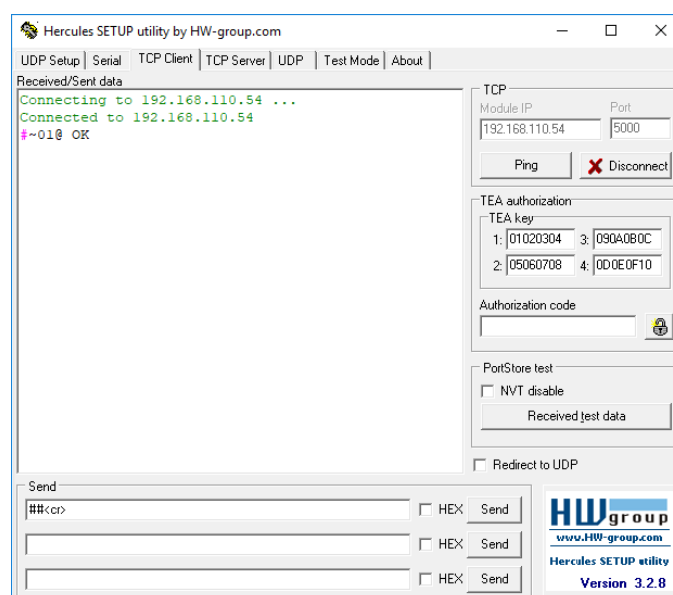 Hercules SETUP utility by HW-group.com
UDP Setup Serial TCP Client TCP Server UDP Test Mode About
Received/Sent data
Connecting to 192.168.110.54 ...
Connected to 192.168.110.54
#~01@ OK
TCP
Module IP Port
192.168.110.54 5000
Ping Disconnect
TEA authorization
TEA key
1: 01020304 3: 090A0B0C
2: 05060708 4: 0D0E0F10
Authorization code
PortStore test
NVT disable
Received test data
Redirect to UDP
Send
##<cr> HEX Send
HEX Send
HEX Send
HW group
www.HW-group.com
Hercules SETUP utility
Version 3.2.8